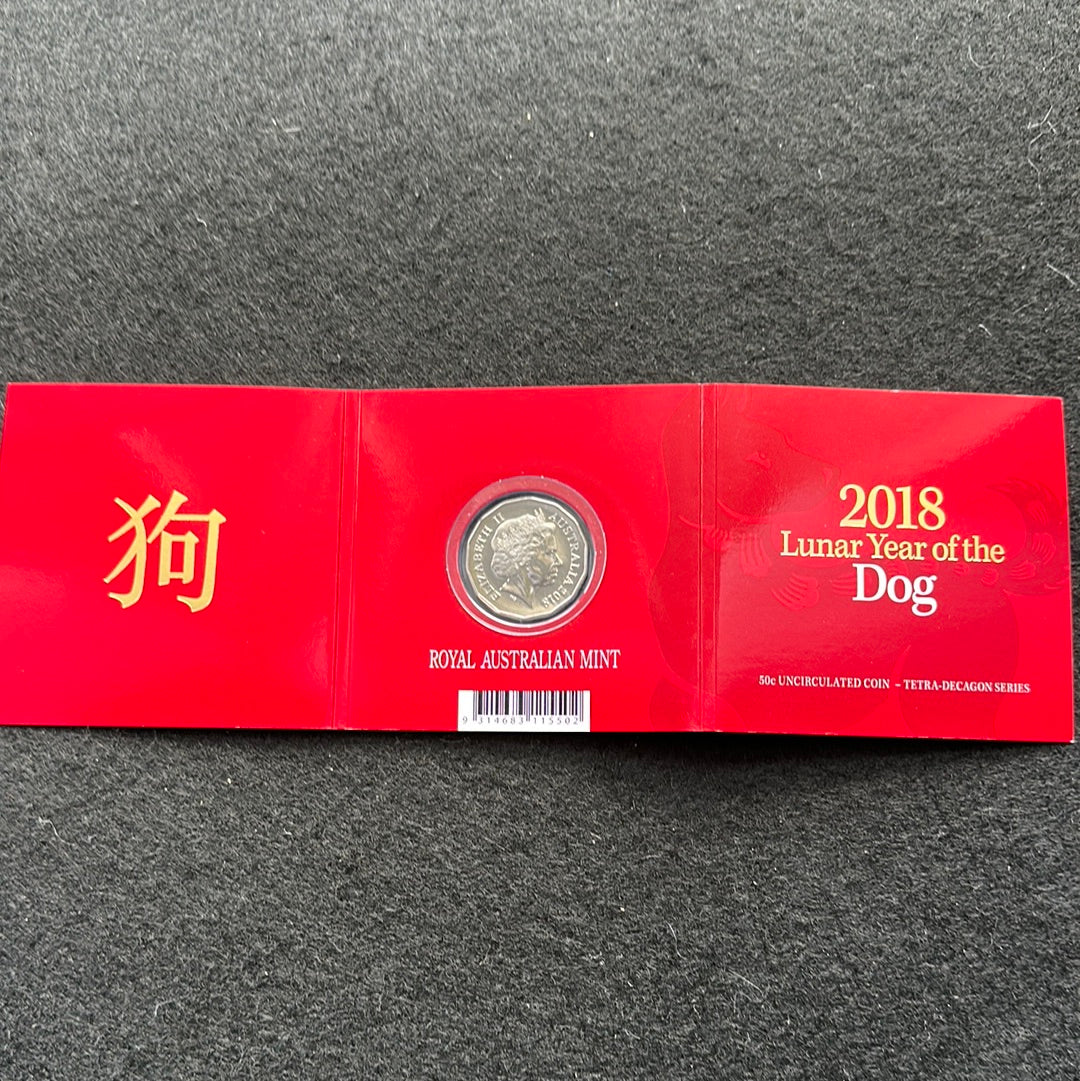 狗
ELIZABETH II AUSTRALIA 2018
ROYAL AUSTRALIAN MINT
9 314683 115502
2018
Lunar Year of the
Dog
50c UNCIRCULATED COIN – TETRA-DECAGON SERIES